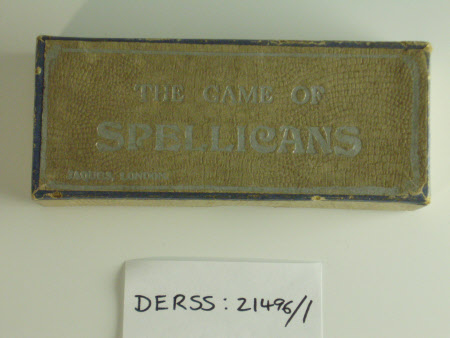 THE GAME OF
SPELLICANS
JAQUES, LONDON
DERSS: 21496/1